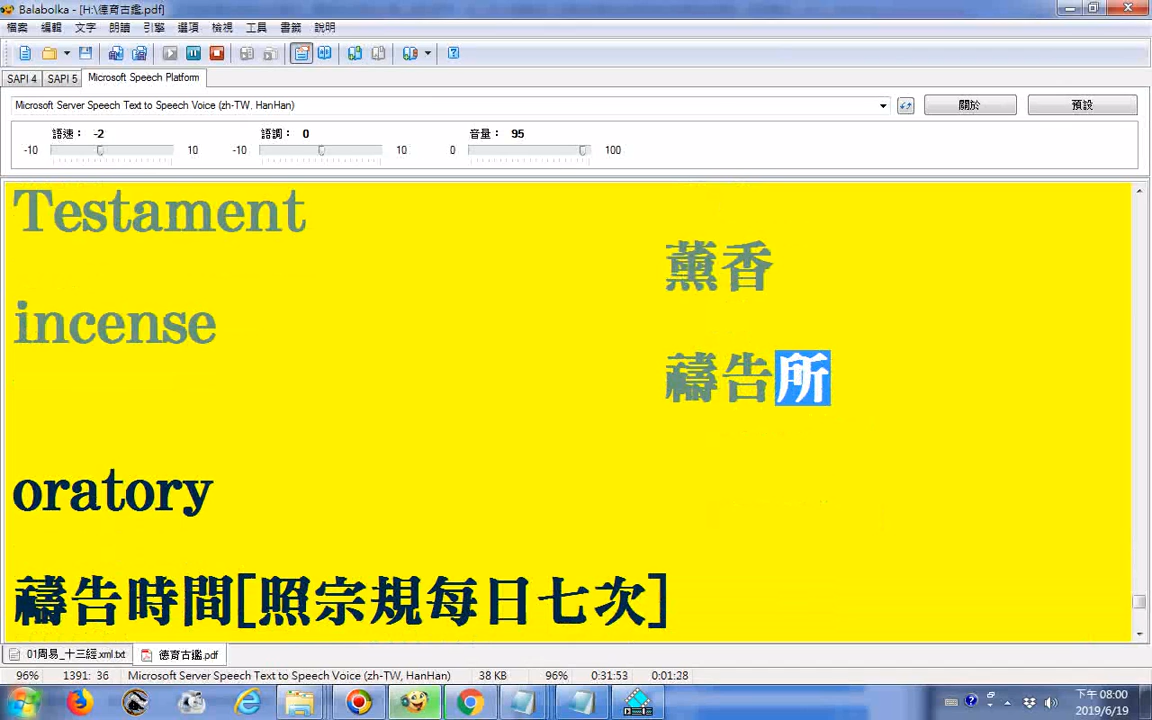 Balabolka - [H:\德育古鑑.pdf]
檔案 編輯 文字 朗讀 引擎 選項 檢視 工具 書籤 說明
SAPI 4 SAPI 5 Microsoft Speech Platform
Microsoft Server Speech Text to Speech Voice (zh-TW, HanHan)
關於 預設
語速： -2 語調： 0 音量： 95
-10 10 -10 10 0 100
Testament
薰香
incense
禱告所
oratory
禱告時間[照宗規每日七次]
01周易_十三經.xml.txt 德育古鑑.pdf
96% 1391: 36 Microsoft Server Speech Text to Speech Voice (zh-TW, HanHan) 38 KB 96% 0:31:53 0:01:28
下午 08:00
2019/6/19